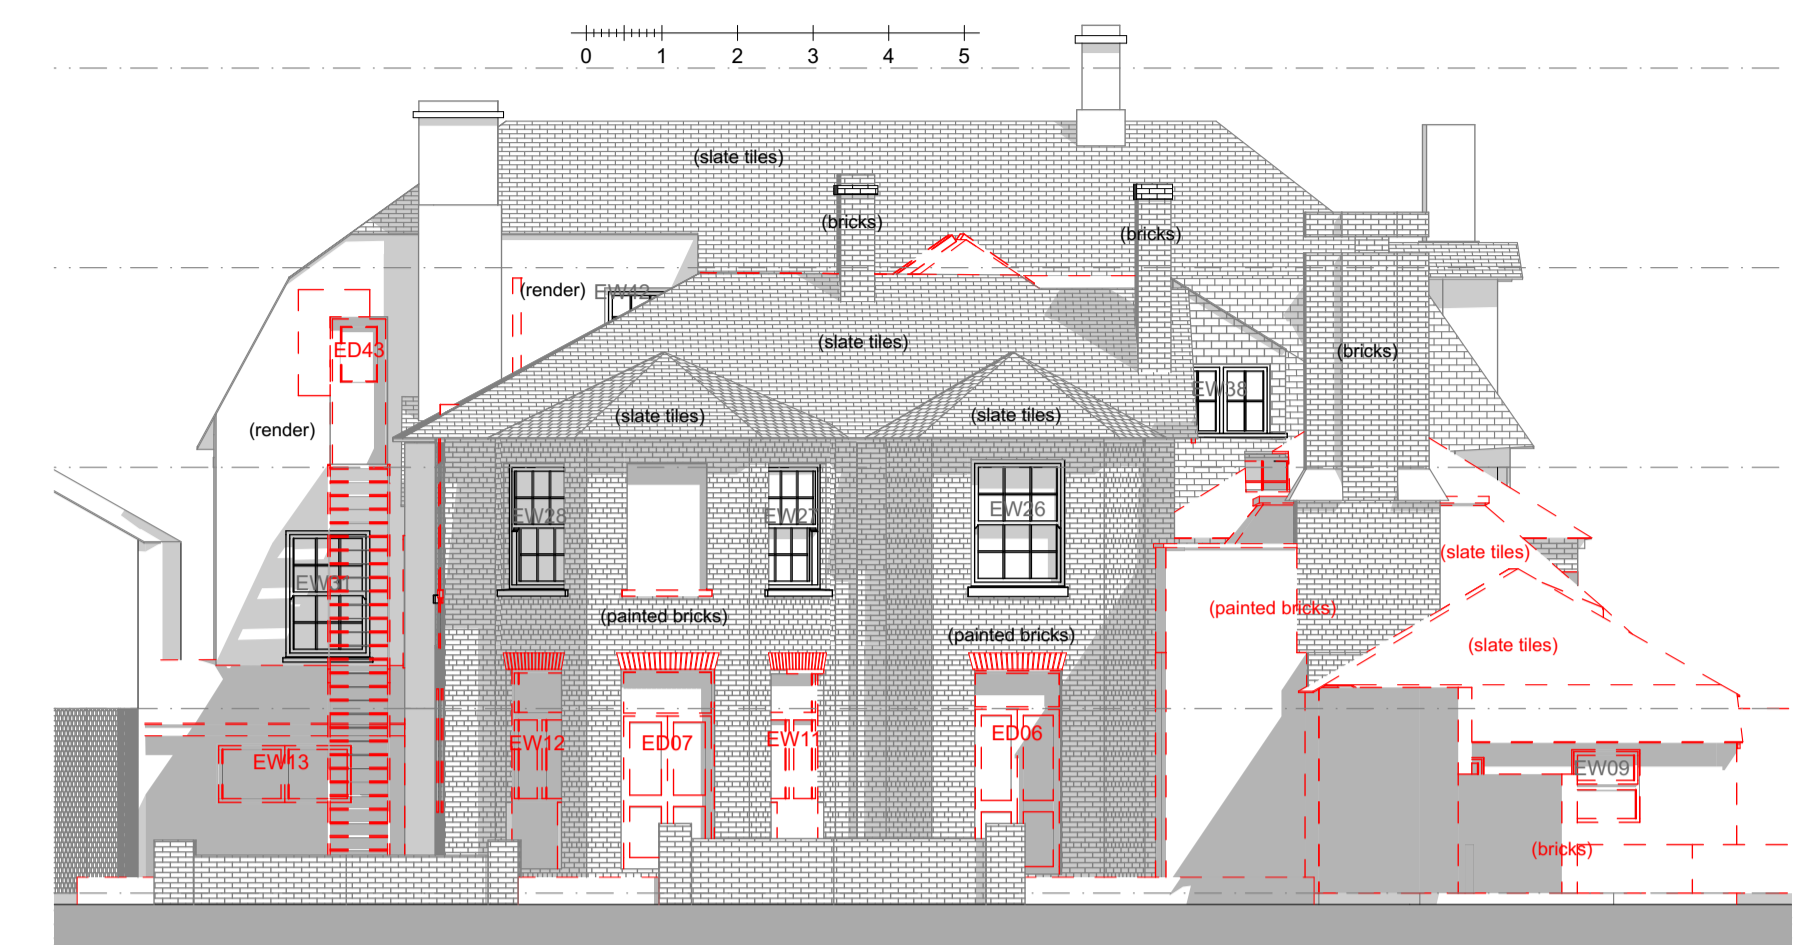 0 1 2 3 4 5
(slate tiles)
(bricks)
(bricks)
(render)
EW42
(slate tiles)
ED43
(bricks)
EW38
(slate tiles)
(slate tiles)
(render)
EW28
EW27
EW26
(slate tiles)
EW31
(painted bricks)
(painted bricks)
(painted bricks)
(slate tiles)
EW12
ED07
EW11
ED06
EW13
EW09
(bricks)